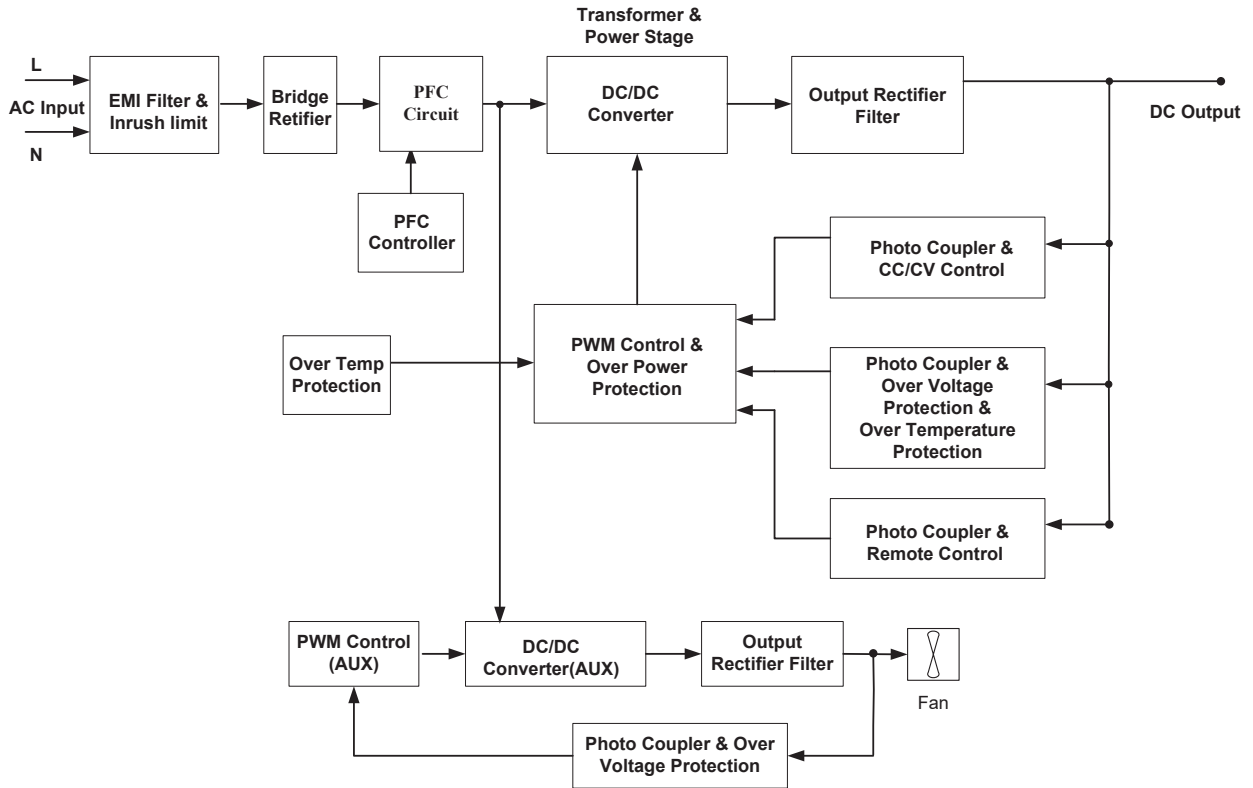 Transformer &
Power Stage
L
AC Input
N
EMI Filter &
Inrush limit
Bridge
Retifier
PFC
Circuit
DC/DC
Converter
Output Rectifier
Filter
DC Output
PFC
Controller
Photo Coupler &
CC/CV Control
Over Temp
Protection
PWM Control &
Over Power
Protection
Photo Coupler &
Over Voltage
Protection &
Over Temperature
Protection
Photo Coupler &
Remote Control
PWM Control
(AUX)
DC/DC
Converter(AUX)
Output
Rectifier Filter
Fan
Photo Coupler & Over
Voltage Protection